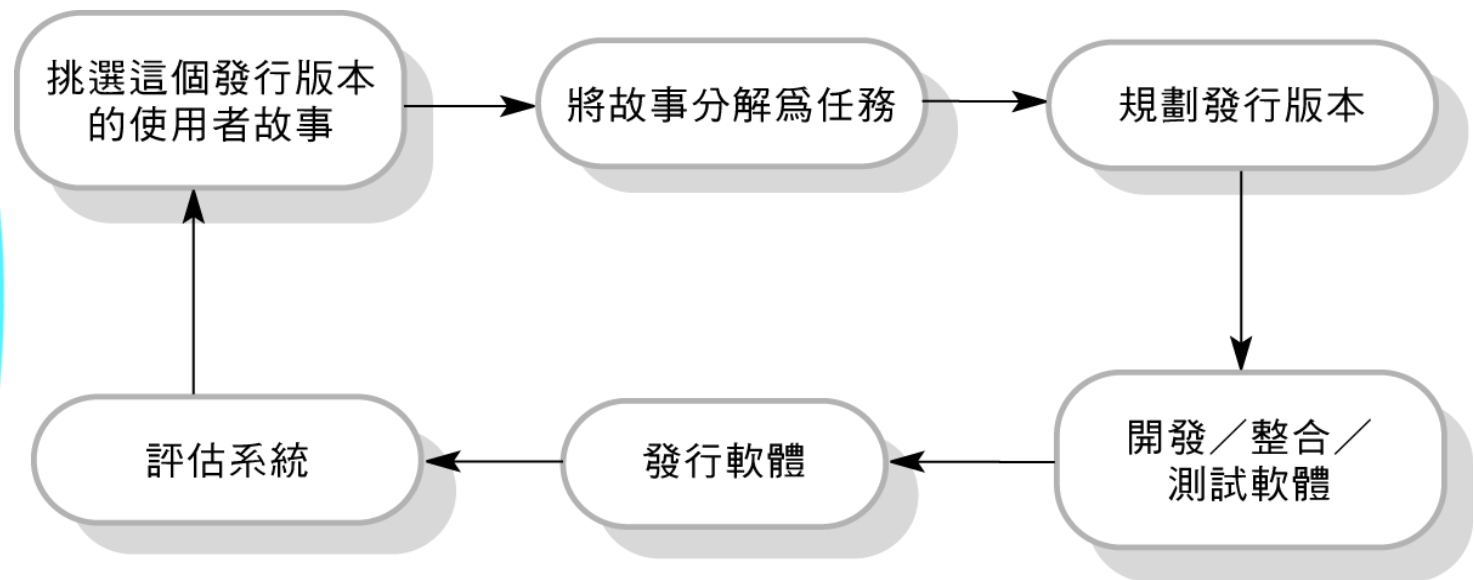 挑選這個發行版本
的使用者故事
將故事分解爲任務
規劃發行版本
開發／整合／
測試軟體
發行軟體
評估系統